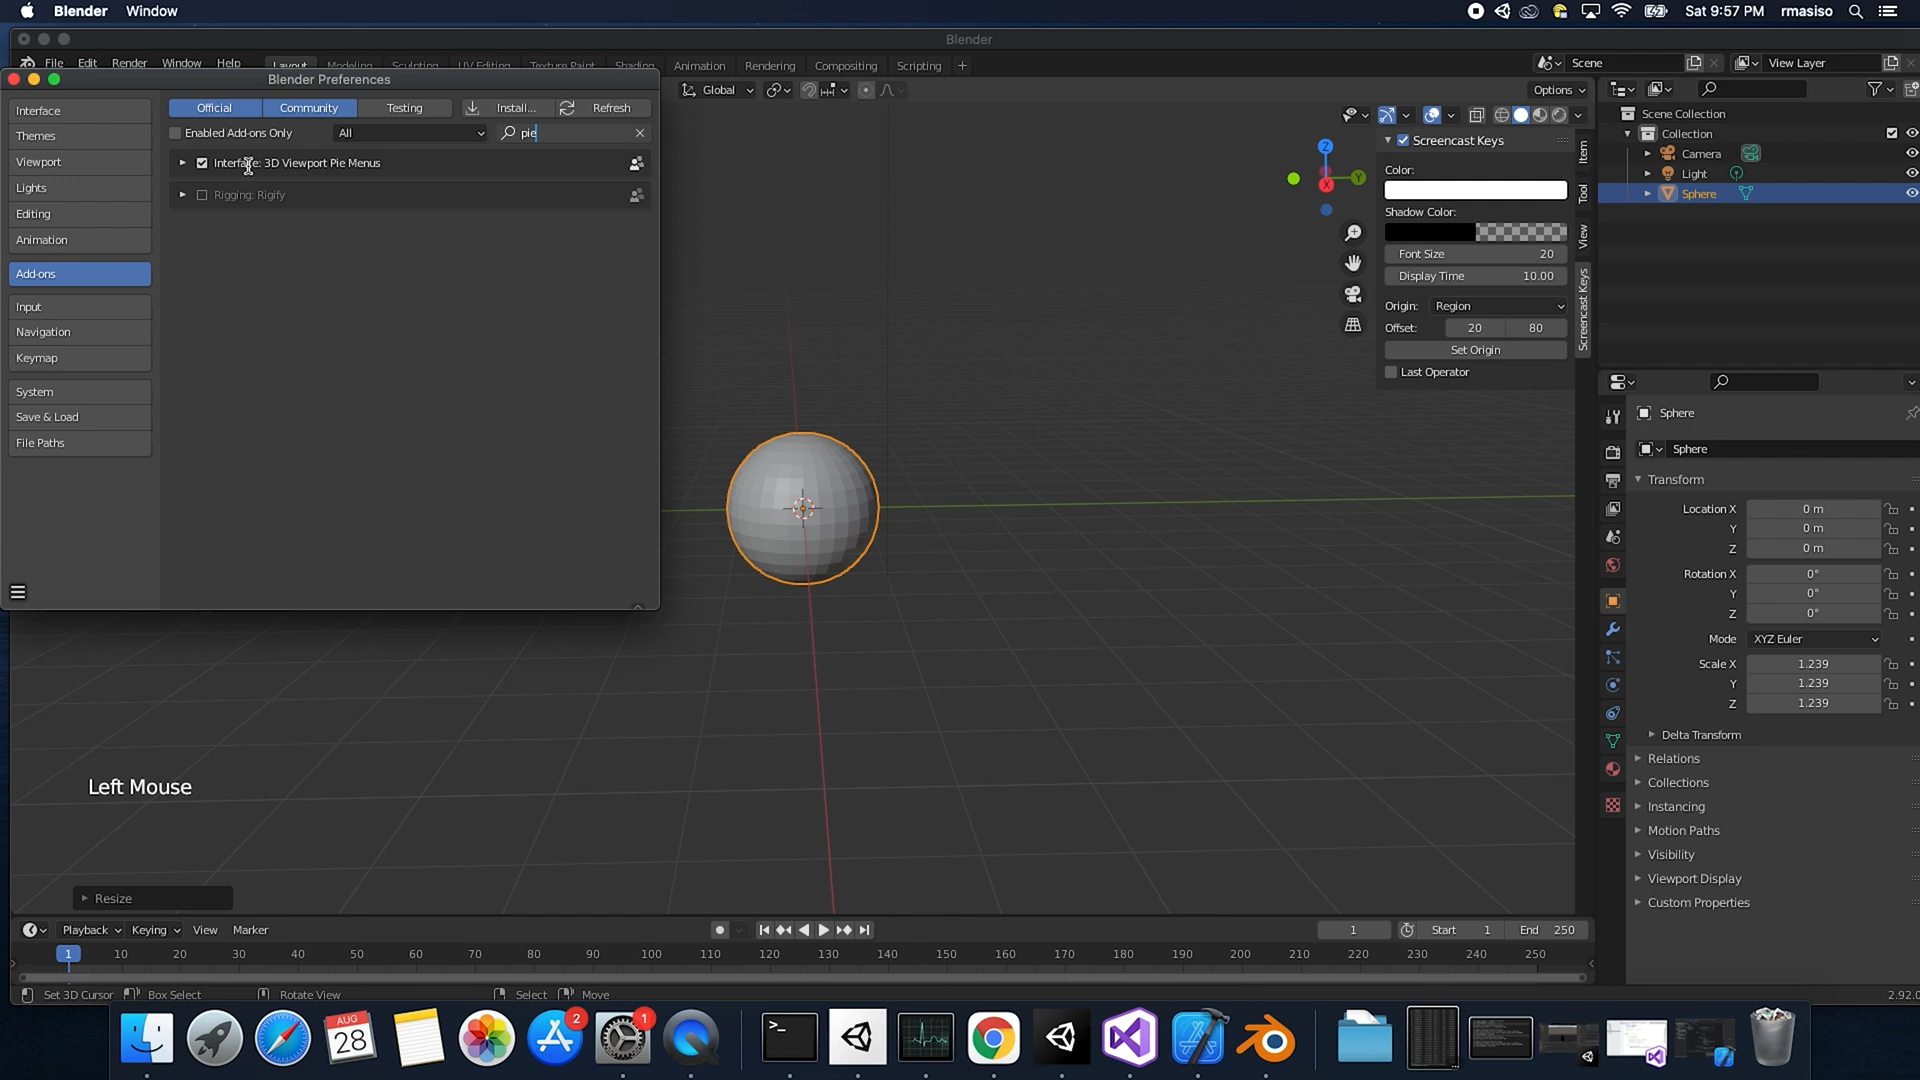 Blender Window
Sat 9:57 PM rmasiso
Blender
File Edit Render Window Help Layout Modeling Sculpting UV Editing Texture Paint Shading Animation Rendering Compositing Scripting +
Scene View Layer
Blender Preferences
Global
Options
Interface
Themes
Viewport
Lights
Editing
Animation
Add-ons
Input
Navigation
Keymap
System
Save & Load
File Paths
Official Community Testing Install... Refresh
Enabled Add-ons Only All pie
Interface: 3D Viewport Pie Menus
Rigging: Rigify
Z
Y
X
Screencast Keys
Color:
Shadow Color:
Font Size 20
Display Time 10.00
Origin: Region
Offset: 20 80
Set Origin
Last Operator
Item
Tool
View
Screencast Keys
Scene Collection
Collection
Camera
Light
Sphere
Sphere
Sphere
Transform
Location X 0 m
Y 0 m
Z 0 m
Rotation X 0°
Y 0°
Z 0°
Mode XYZ Euler
Scale X 1.239
Y 1.239
Z 1.239
Delta Transform
Relations
Collections
Instancing
Motion Paths
Visibility
Viewport Display
Custom Properties
Left Mouse
Resize
Playback Keying View Marker
1 Start 1 End 250
1 10 20 30 40 50 60 70 80 90 100 110 120 130 140 150 160 170 180 190 200 210 220 230 240 250
Set 3D Cursor Box Select Rotate View Select Move
2.92.0
AUG
28
2
1